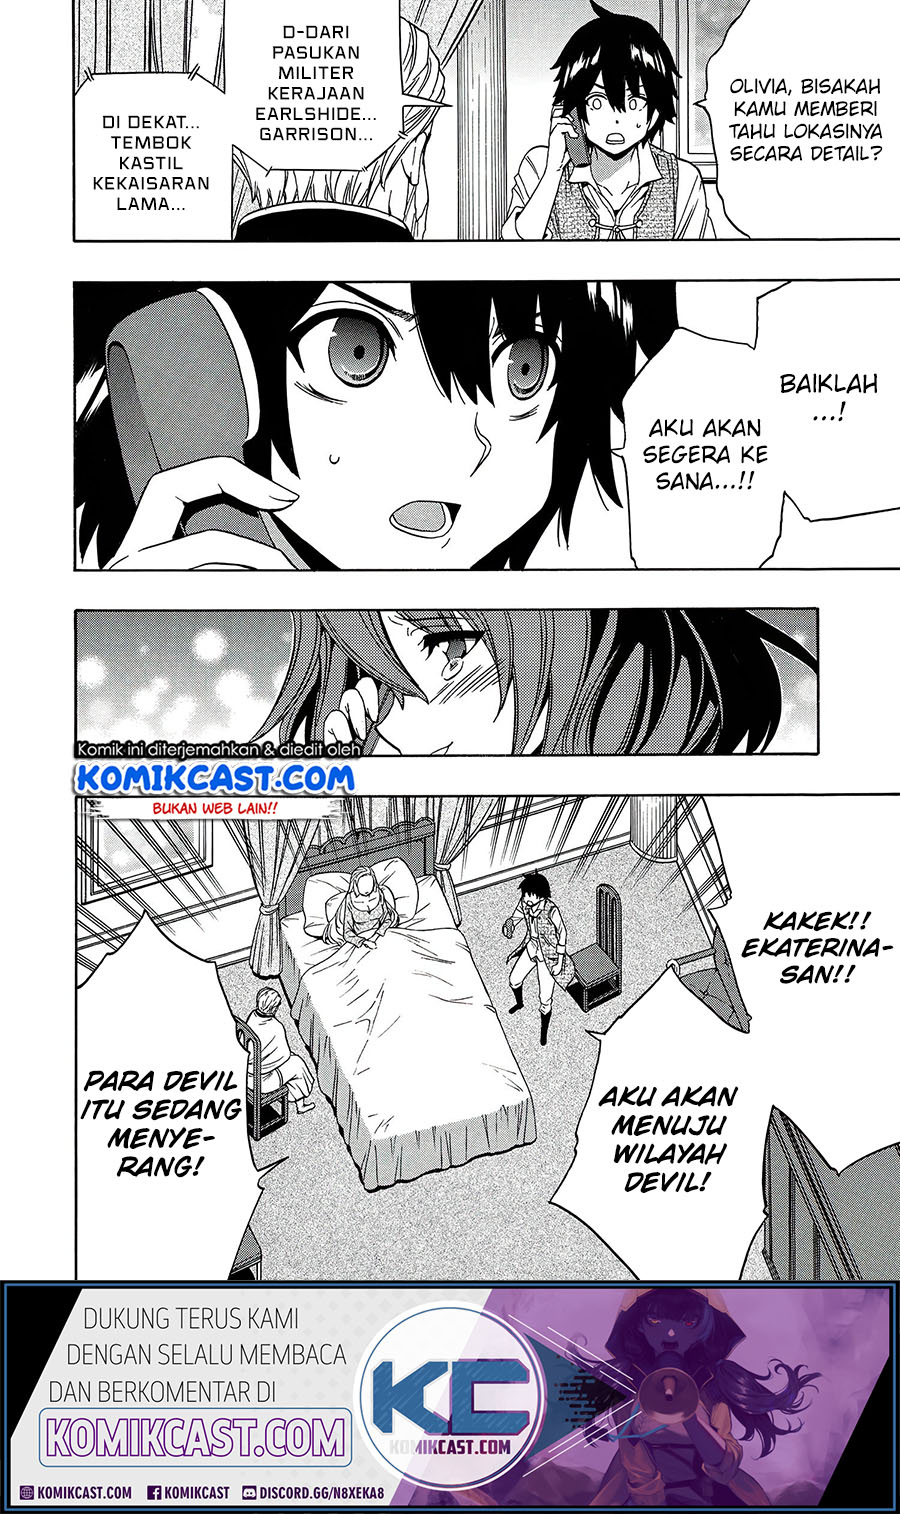 OLIVIA, BISAKAH
KAMU MEMBERI
TAHU LOKASINYA
SECARA DETAIL?
D-DARI
PASUKAN
MILITER
KERAJAAN
EARLSHIDE...
GARRISON...
DI DEKAT...
TEMBOK
KASTIL
KEKAISARAN
LAMA...
BAIKLAH
...!
AKU AKAN
SEGERA KE
SANA...!!
Komik ini diterjemahkan & diedit oleh
KOMIKCAST.COM
BUKAN WEB LAIN!!
KAKEK!!
EKATERINA-
SAN!!
AKU AKAN
MENUJU
WILAYAH
DEVIL!
PARA DEVIL
ITU SEDANG
MENYE-
RANG!
DUKUNG TERUS KAMI
DENGAN SELALU MEMBACA
DAN BERKOMENTAR DI
KOMIKCAST.COM
KOMIKCAST.COM KOMIKCAST DISCORD.GG/N8XEKA8
KC
KOMIKCAST.COM